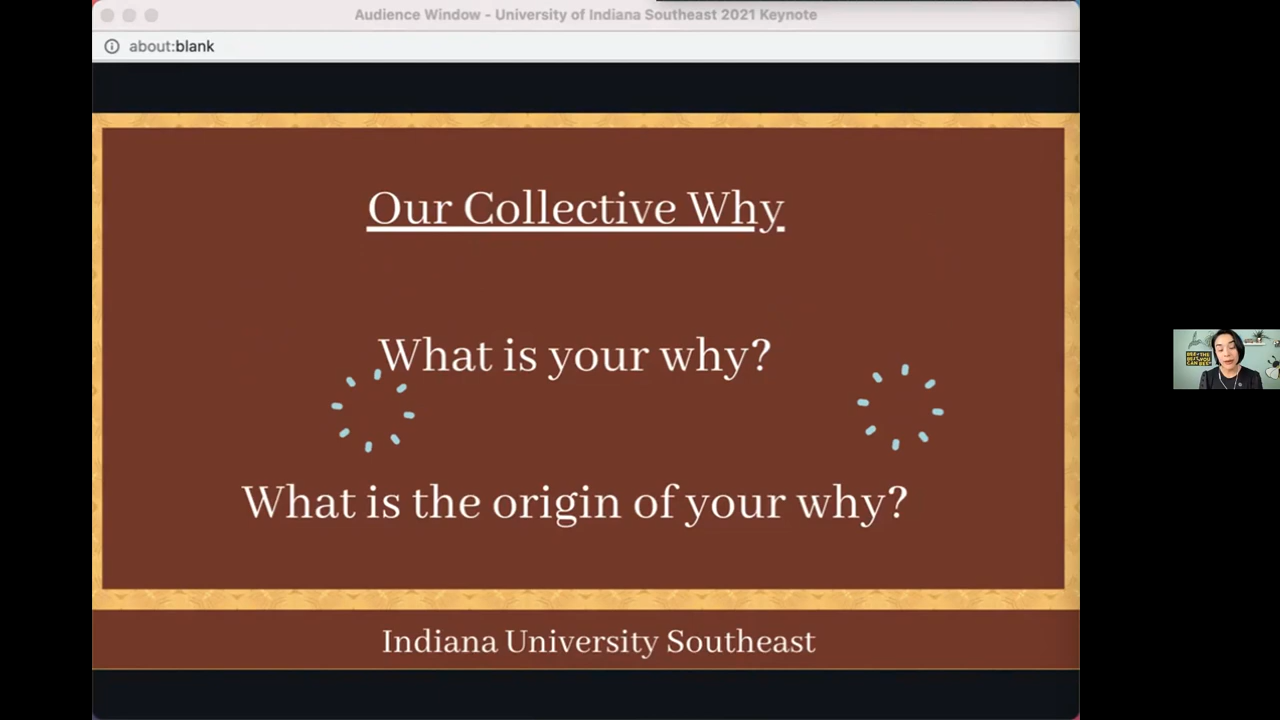 Audience Window - University of Indiana Southeast 2021 Keynote
about:blank
Our Collective Why
What is your why?
What is the origin of your why?
Indiana University Southeast